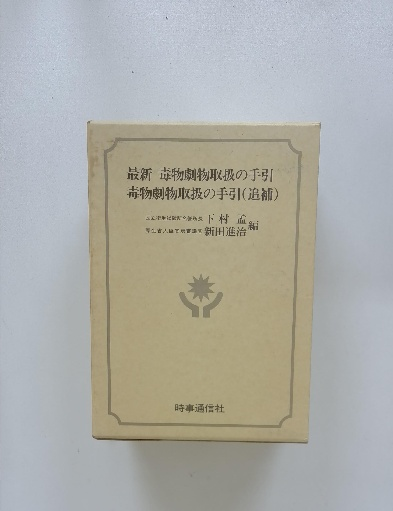 最新 毒物劇物取扱の手引
毒物劇物取扱の手引(追補)
下村 孟
新田進治
編
時事通信社